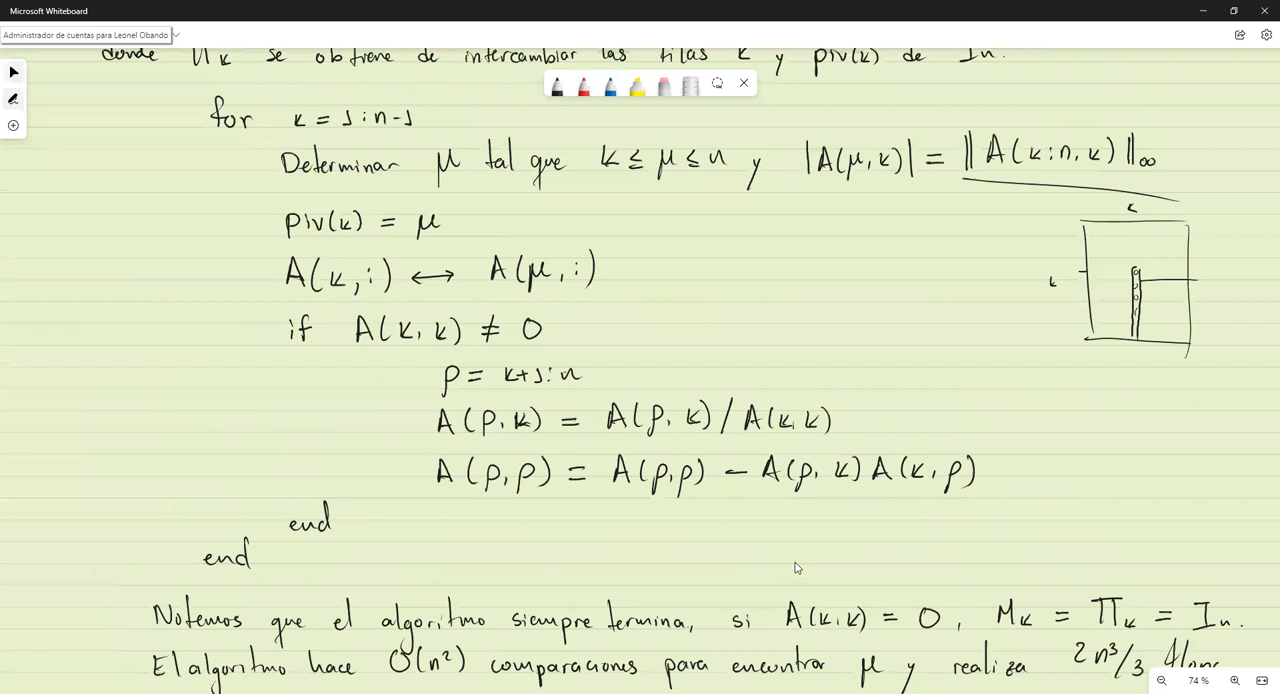 Microsoft Whiteboard
Administrador de cuentas para Leonel Obando
donde Π_k se obtiene de intercambiar las filas k y piv(k) de I_n.
for k = 1:n-1
Determinar μ tal que k ≤ μ ≤ n y |A(μ,k)| = ‖A(k:n,k)‖∞
piv(k) = μ
k
A(k,:) ↔ A(μ,:)
k
if A(k,k) ≠ 0
ρ = k+1:n
A(ρ,k) = A(ρ,k)/A(k,k)
A(ρ,ρ) = A(ρ,ρ) - A(ρ,k)A(k,ρ)
end
end
Notemos que el algoritmo siempre termina, si A(k,k) = 0, M_k = Π_k = I_n.
El algoritmo hace O(n²) comparaciones para encontrar μ y realiza 2n³/3 flops
74 %